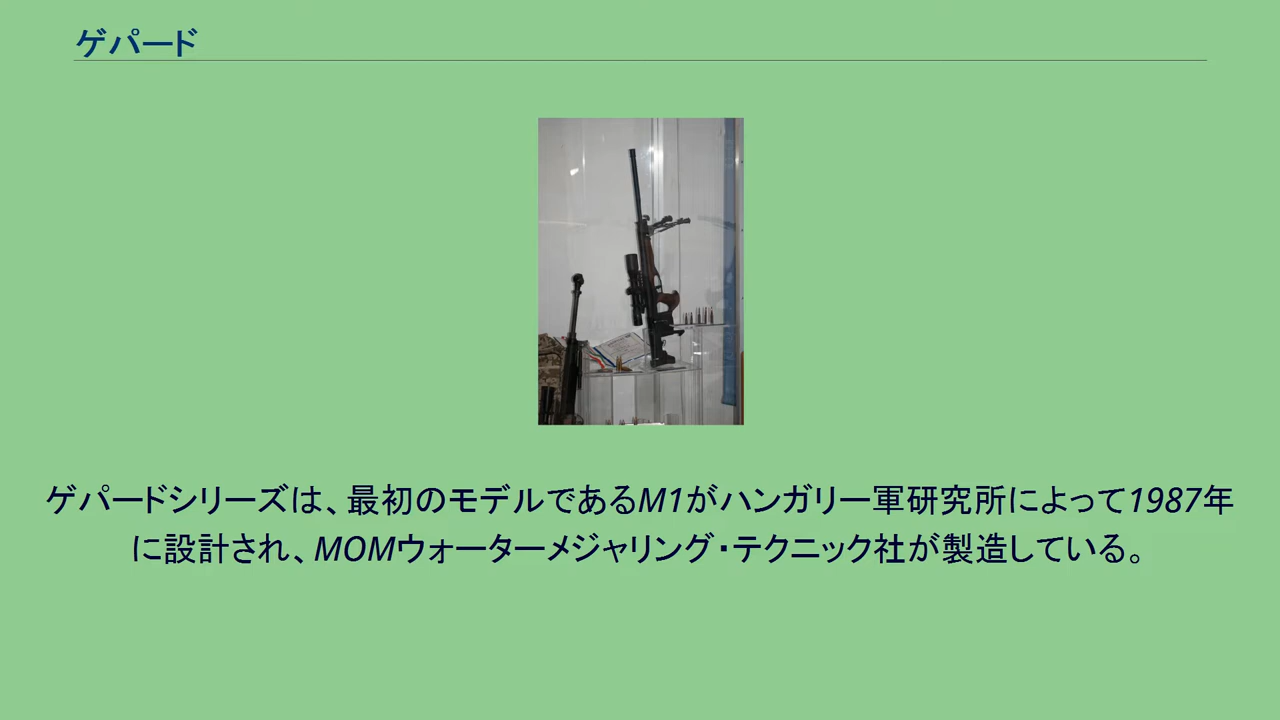 ゲパード
ゲパードシリーズは、最初のモデルであるM1がハンガリー軍研究所によって1987年
に設計され、MOMウォーターメジャリング・テクニック社が製造している。